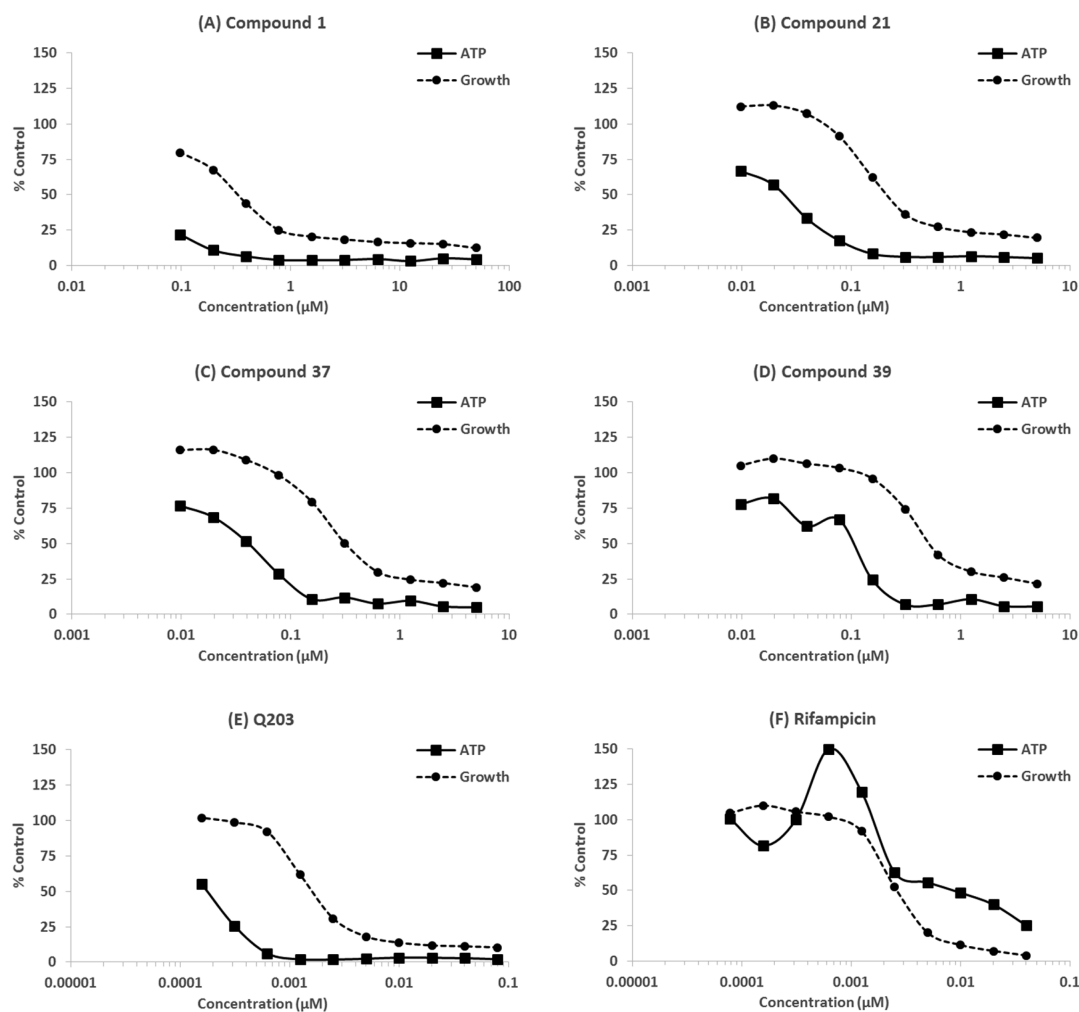 (A) Compound 1
150
125
100
75
50
25
0
% Control
ATP
Growth
0.01 0.1 1 10 100
Concentration (µM)
(B) Compound 21
150
125
100
75
50
25
0
% Control
ATP
Growth
0.001 0.01 0.1 1 10
Concentration (µM)
(C) Compound 37
150
125
100
75
50
25
0
% Control
ATP
Growth
0.001 0.01 0.1 1 10
Concentration (µM)
(D) Compound 39
150
125
100
75
50
25
0
% Control
ATP
Growth
0.001 0.01 0.1 1 10
Concentration (µM)
(E) Q203
150
125
100
75
50
25
0
% Control
ATP
Growth
0.00001 0.0001 0.001 0.01 0.1
Concentration (µM)
(F) Rifampicin
150
125
100
75
50
25
0
% Control
ATP
Growth
0.00001 0.0001 0.001 0.01 0.1
Concentration (µM)